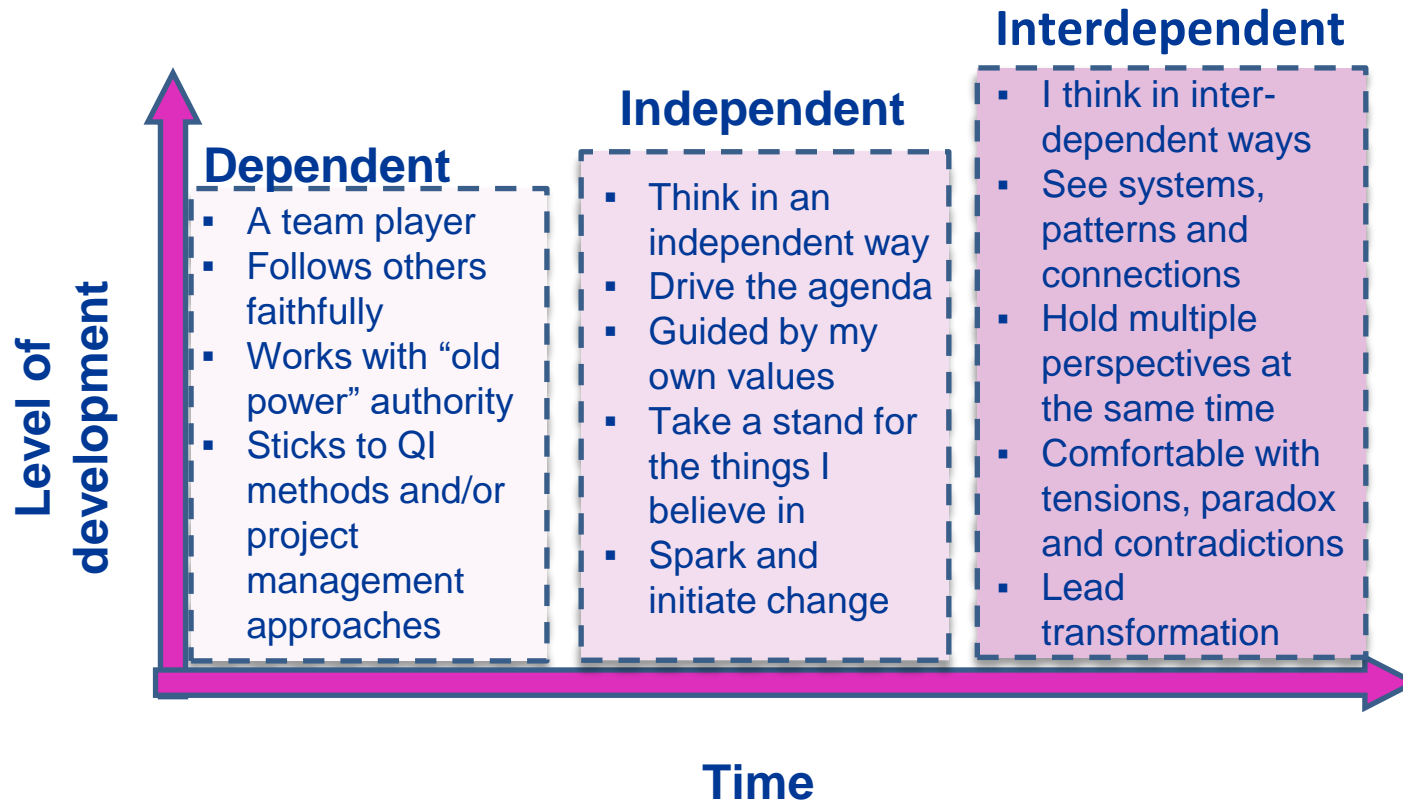 Level of
development
Dependent
▪ A team player
▪ Follows others
faithfully
▪ Works with “old
power” authority
▪ Sticks to QI
methods and/or
project
management
approaches
Independent
▪ Think in an
independent way
▪ Drive the agenda
▪ Guided by my
own values
▪ Take a stand for
the things I
believe in
▪ Spark and
initiate change
Interdependent
▪ I think in inter-
dependent ways
▪ See systems,
patterns and
connections
▪ Hold multiple
perspectives at
the same time
▪ Comfortable with
tensions, paradox
and contradictions
▪ Lead
transformation
Time